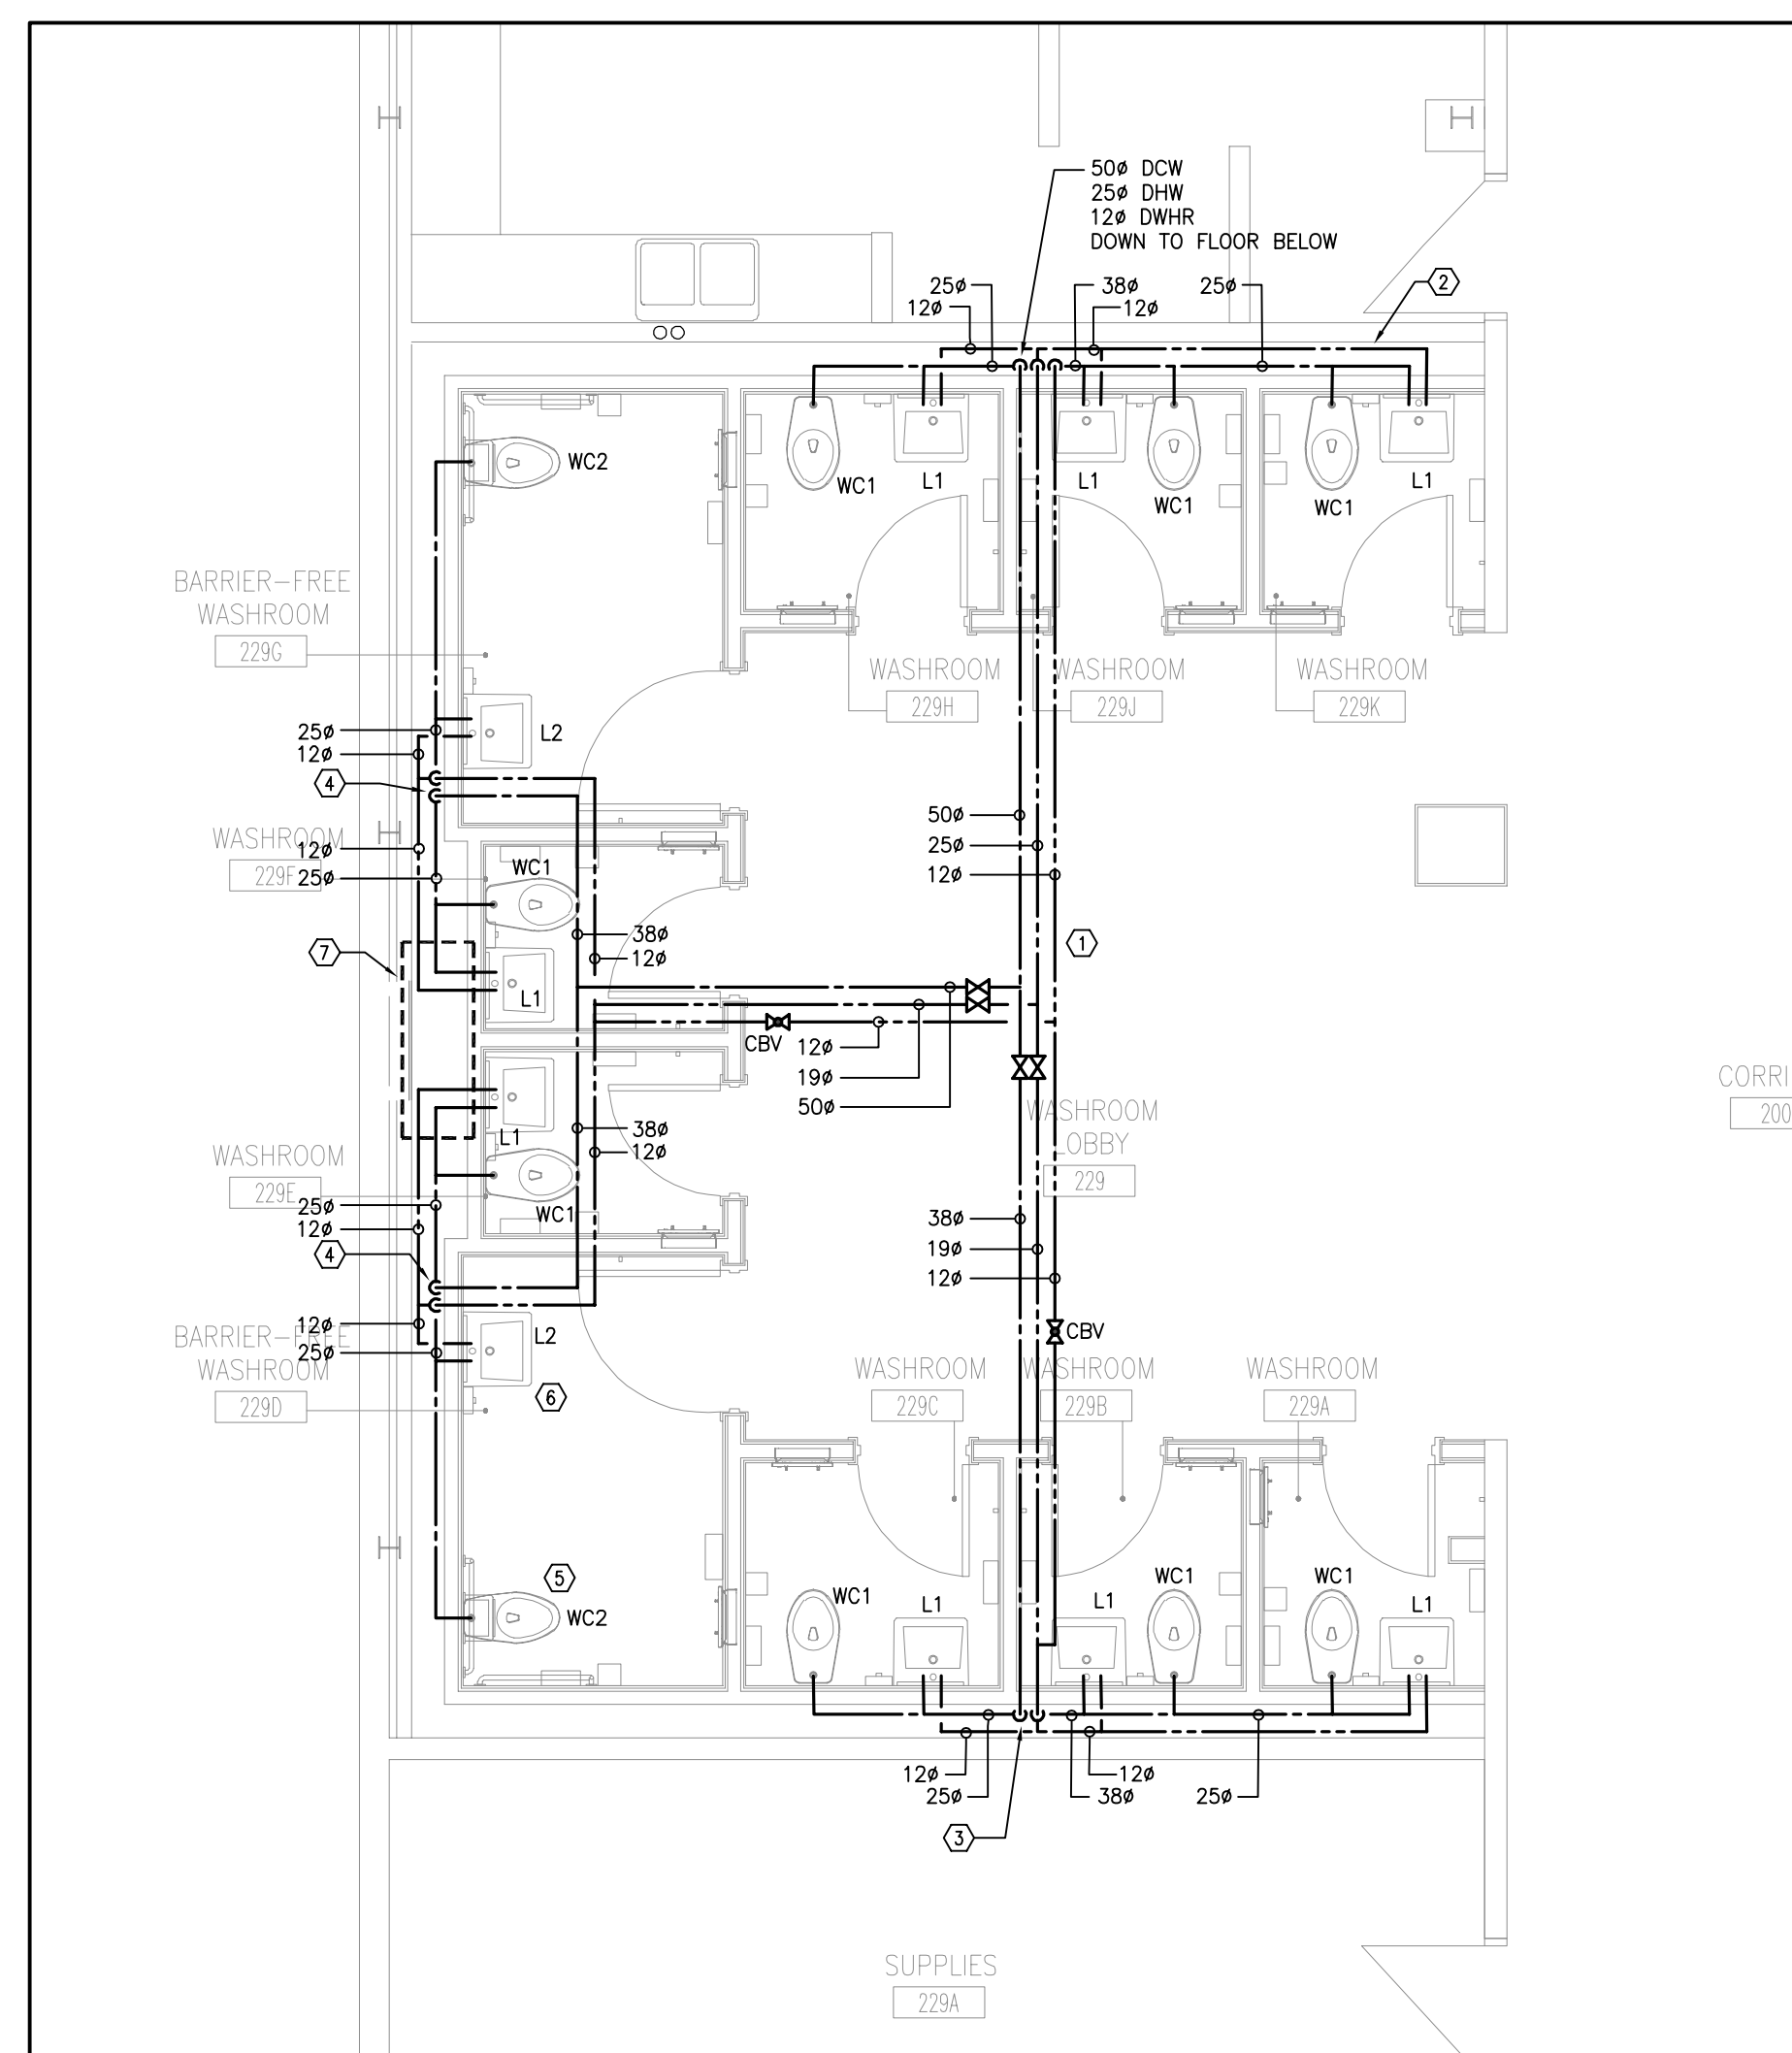 50ø DCW
25ø DHW
12ø DWHR
DOWN TO FLOOR BELOW
25ø
12ø
38ø
12ø
25ø
2
WC2
WC1
L1
L1
WC1
WC1
L1
BARRIER-FREE
WASHROOM
229G
WASHROOM
229H
WASHROOM
229J
WASHROOM
229K
25ø
12ø
L2
4
50ø
25ø
12ø
WASHROOM
229F
12ø
25ø
WC1
7
38ø
12ø
1
L1
CBV
12ø
19ø
50ø
CORRI
200
WASHROOM
LOBBY
229
L1
38ø
12ø
WASHROOM
229E
25ø
12ø
WC1
4
38ø
19ø
12ø
12ø
25ø
L2
CBV
BARRIER-FREE
WASHROOM
229D
6
WASHROOM
229C
WASHROOM
229B
WASHROOM
229A
5
WC2
WC1
L1
L1
WC1
WC1
L1
12ø
25ø
12ø
38ø
25ø
3
SUPPLIES
229A